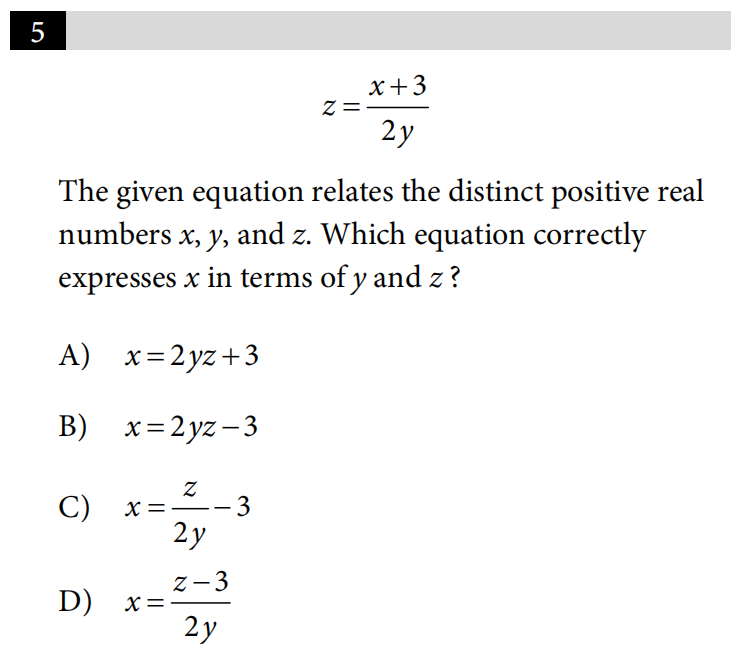 5
z = \frac{x+3}{2y}
The given equation relates the distinct positive real
numbers x, y, and z. Which equation correctly
expresses x in terms of y and z ?
A) x = 2yz + 3
B) x = 2yz − 3
C) x = \frac{z}{2y} − 3
D) x = \frac{z−3}{2y}